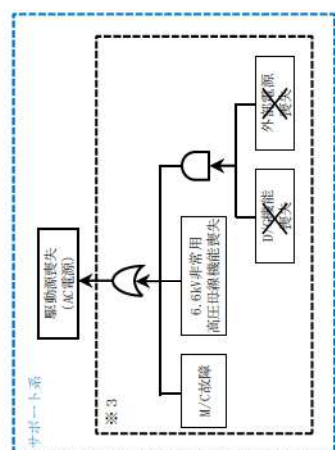 サポート系
駆動源喪失
(AC電源)
※3
M/C故障
6.6kV非常用
高圧母線機能喪失
D/G機能
喪失
外部電源
喪失